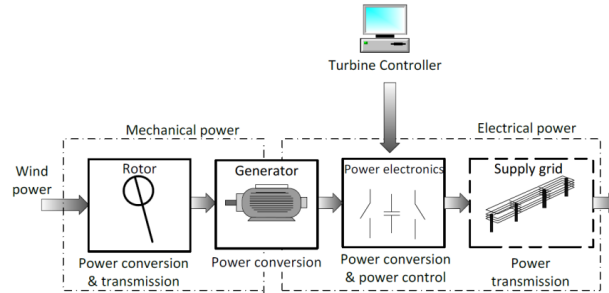 Turbine Controller
Mechanical power
Electrical power
Wind
power
Rotor
Generator
Power electronics
Supply grid
Power conversion
& transmission
Power conversion
Power conversion
& power control
Power
transmission